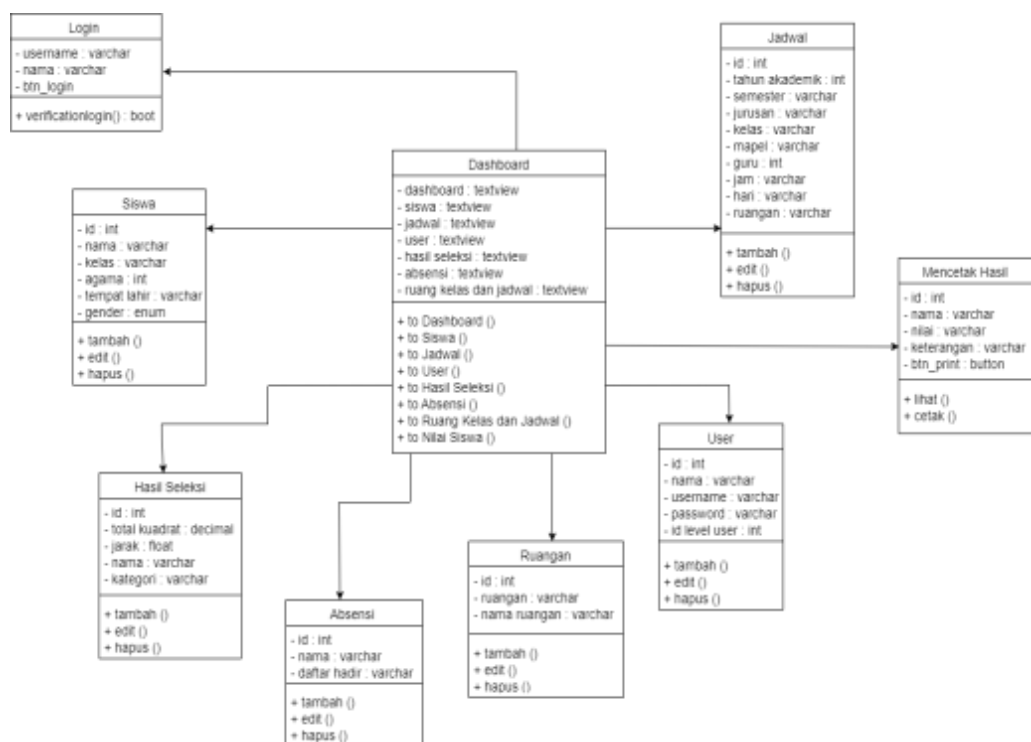 Login
- username : varchar
- nama : varchar
- btn_login
+ verificationlogin() : boot
Jadwal
- id : int
- tahun akademik : int
- semester : varchar
- jurusan : varchar
- kelas : varchar
- mapel : varchar
- guru : int
- jam : varchar
- hari : varchar
- ruangan : varchar
+ tambah ()
+ edit ()
+ hapus ()
Dashboard
- dashboard : textview
- siswa : textview
- jadwal : textview
- user : textview
- hasil seleksi : textview
- absensi : textview
- ruang kelas dan jadwal : textview
+ to Dashboard ()
+ to Siswa ()
+ to Jadwal ()
+ to User ()
+ to Hasil Seleksi ()
+ to Absensi ()
+ to Ruang Kelas dan Jadwal ()
+ to Nilai Siswa ()
Siswa
- id : int
- nama : varchar
- kelas : varchar
- agama : int
- tempat lahir : varchar
- gender : enum
+ tambah ()
+ edit ()
+ hapus ()
Mencetak Hasil
- id : int
- nama : varchar
- nilai : varchar
- keterangan : varchar
- btn_print : button
+ lihat ()
+ cetak ()
User
- id : int
- nama : varchar
- username : varchar
- password : varchar
- id level user : int
+ tambah ()
+ edit ()
+ hapus ()
Hasil Seleksi
- id : int
- total kuadrat : decimal
- jarak : float
- nama : varchar
- kategori : varchar
+ tambah ()
+ edit ()
+ hapus ()
Ruangan
- id : int
- ruangan : varchar
- nama ruangan : varchar
+ tambah ()
+ edit ()
+ hapus ()
Absensi
- id : int
- nama : varchar
- daftar hadir : varchar
+ tambah ()
+ edit ()
+ hapus ()